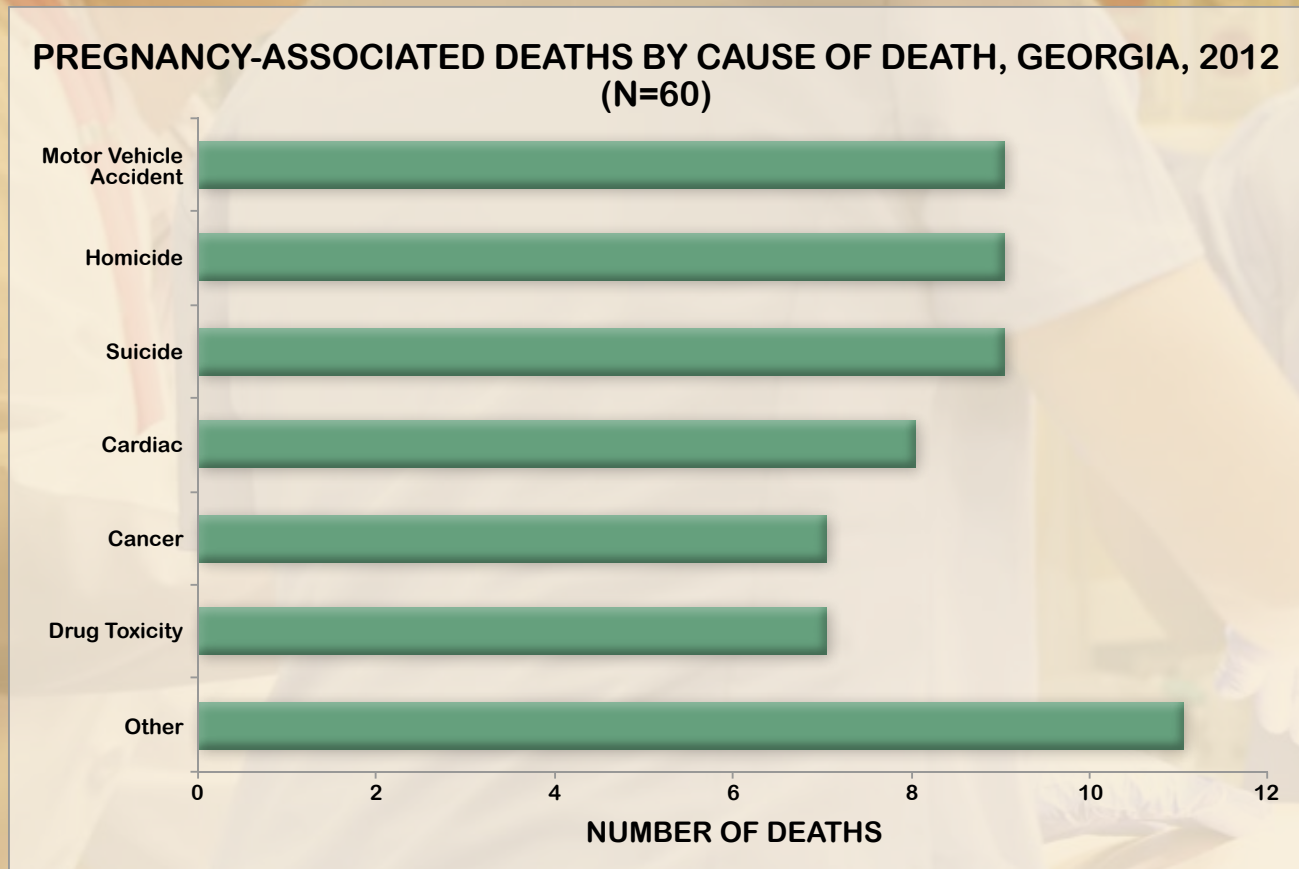 PREGNANCY-ASSOCIATED DEATHS BY CAUSE OF DEATH, GEORGIA, 2012
(N=60)
Motor Vehicle
Accident
Homicide
Suicide
Cardiac
Cancer
Drug Toxicity
Other
0 2 4 6 8 10 12
NUMBER OF DEATHS